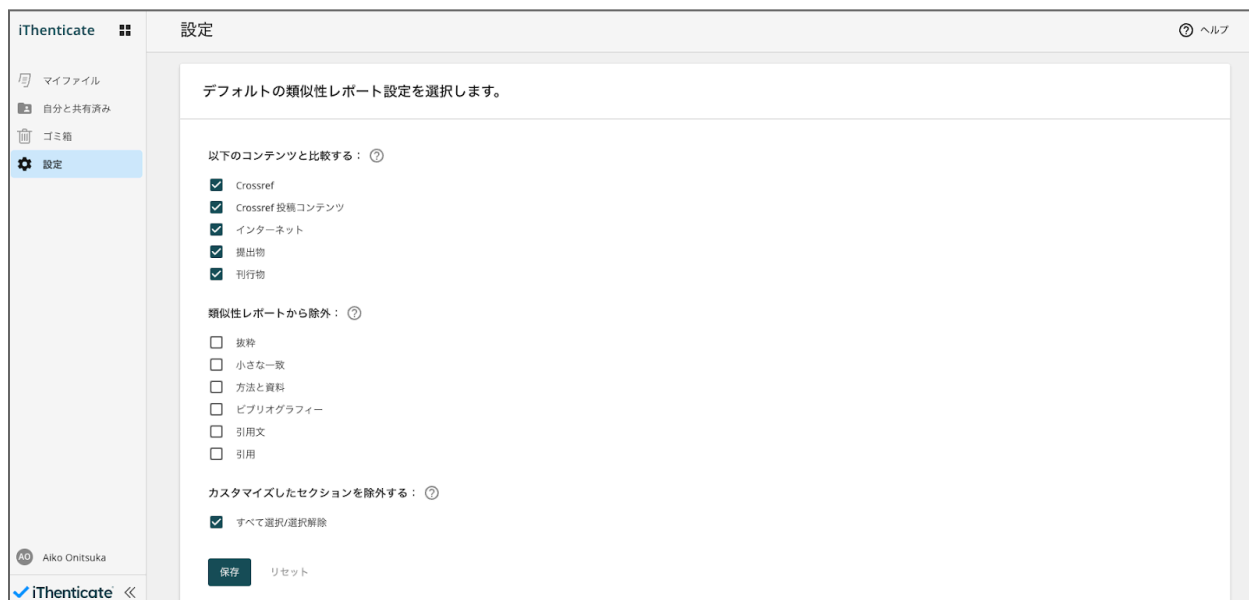 iThenticate
設定
ヘルプ
マイファイル
自分と共有済み
ゴミ箱
設定
デフォルトの類似性レポート設定を選択します。
以下のコンテンツと比較する：
Crossref
Crossref 投稿コンテンツ
インターネット
提出物
刊行物
類似性レポートから除外：
抜粋
小さな一致
方法と資料
ビブリオグラフィー
引用文
引用
カスタマイズしたセクションを除外する：
すべて選択/選択解除
保存 リセット
AO Aiko Onitsuka
iThenticate